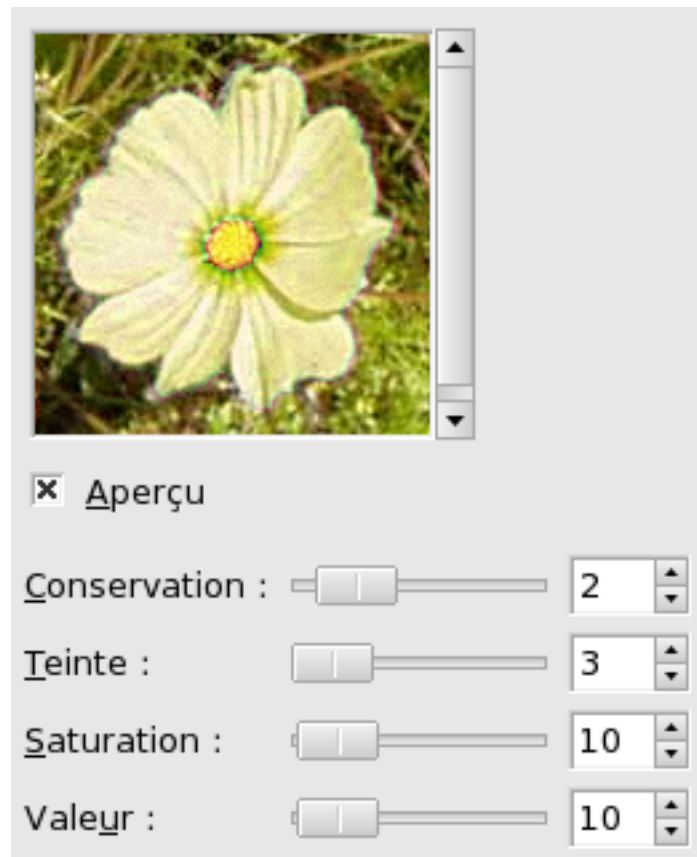 Aperçu
Conservation : 2
Teinte : 3
Saturation : 10
Valeur : 10